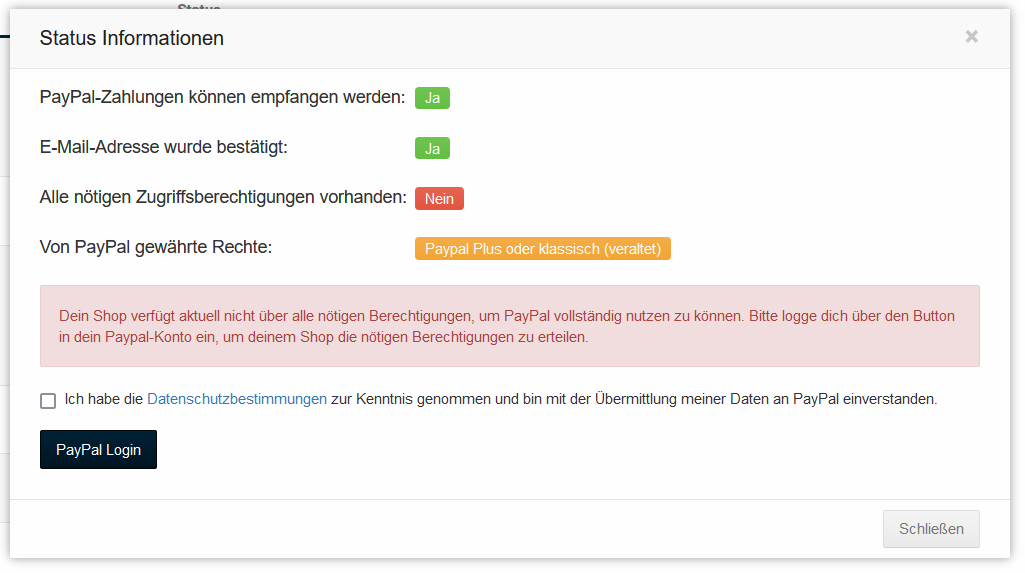 Status
Status Informationen
×
PayPal-Zahlungen können empfangen werden: Ja
E-Mail-Adresse wurde bestätigt: Ja
Alle nötigen Zugriffsberechtigungen vorhanden: Nein
Von PayPal gewährte Rechte: Paypal Plus oder klassisch (veraltet)
Dein Shop verfügt aktuell nicht über alle nötigen Berechtigungen, um PayPal vollständig nutzen zu können. Bitte logge dich über den Button
in dein Paypal-Konto ein, um deinem Shop die nötigen Berechtigungen zu erteilen.
Ich habe die Datenschutzbestimmungen zur Kenntnis genommen und bin mit der Übermittlung meiner Daten an PayPal einverstanden.
PayPal Login
Schließen